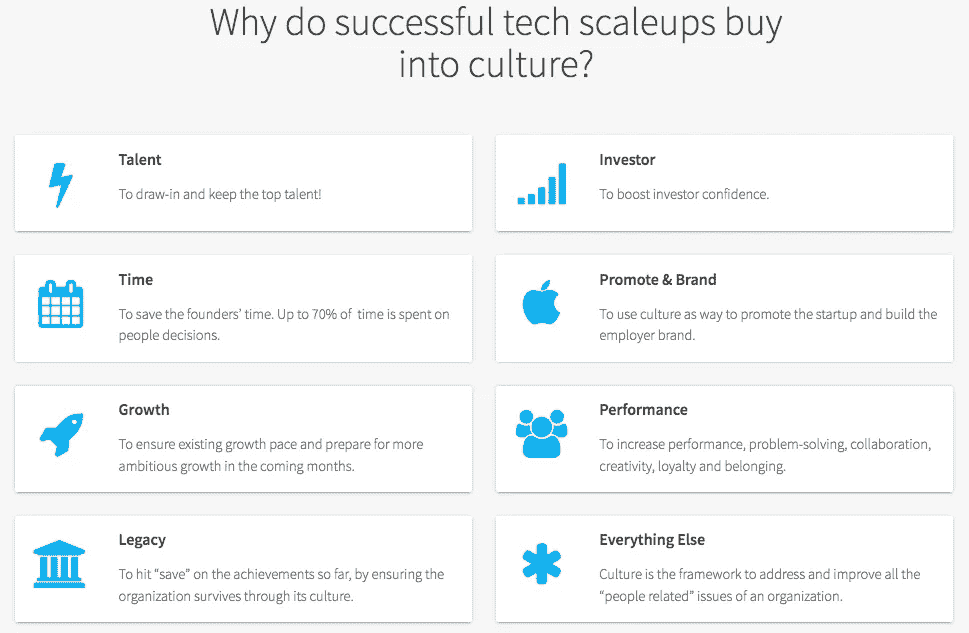 Why do successful tech scaleups buy
into culture?
Talent
To draw-in and keep the top talent!
Investor
To boost investor confidence.
Time
To save the founders' time. Up to 70% of time is spent on
people decisions.
Promote & Brand
To use culture as way to promote the startup and build the
employer brand.
Growth
To ensure existing growth pace and prepare for more
ambitious growth in the coming months.
Performance
To increase performance, problem-solving, collaboration,
creativity, loyalty and belonging.
Legacy
To hit “save” on the achievements so far, by ensuring the
organization survives through its culture.
Everything Else
Culture is the framework to address and improve all the
“people related” issues of an organization.